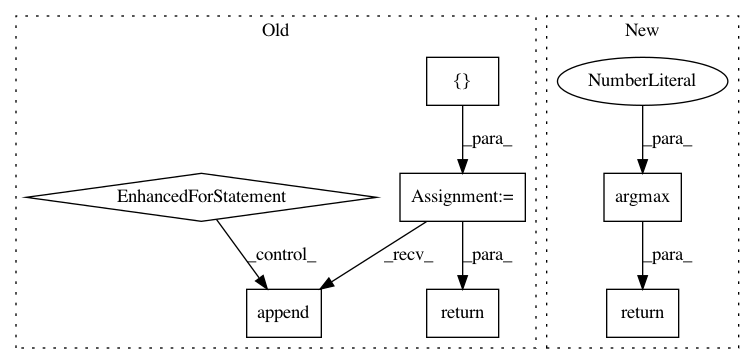 Old
New
{}
NumberLiteral
_para_
_para_
EnhancedForStatement
Assignment:=
argmax
_control_
_recv_
_para_
_para_
append
return
return